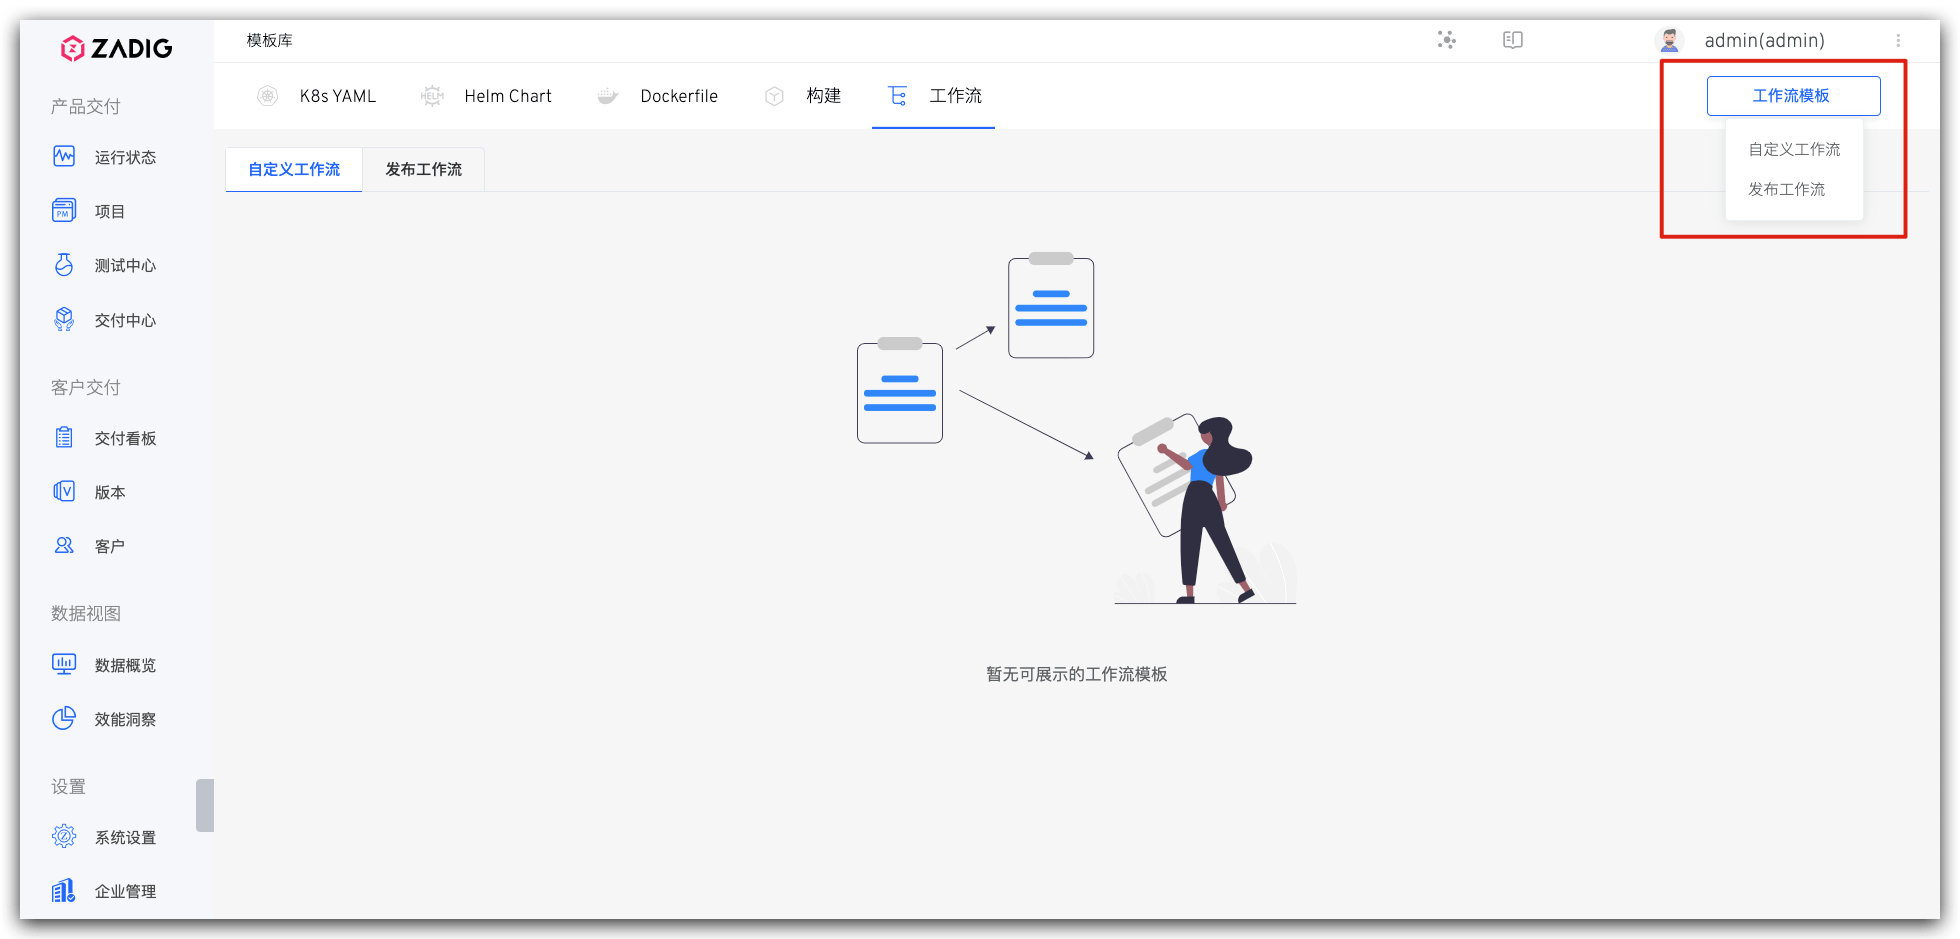 ZADIG
模板库
admin(admin)
K8s YAML
HELM
Helm Chart
Dockerfile
构建
工作流
工作流模板
自定义工作流
发布工作流
自定义工作流
发布工作流
产品交付
运行状态
PM
项目
测试中心
交付中心
客户交付
交付看板
V
版本
客户
数据视图
数据概览
效能洞察
设置
系统设置
企业管理
暂无可展示的工作流模板